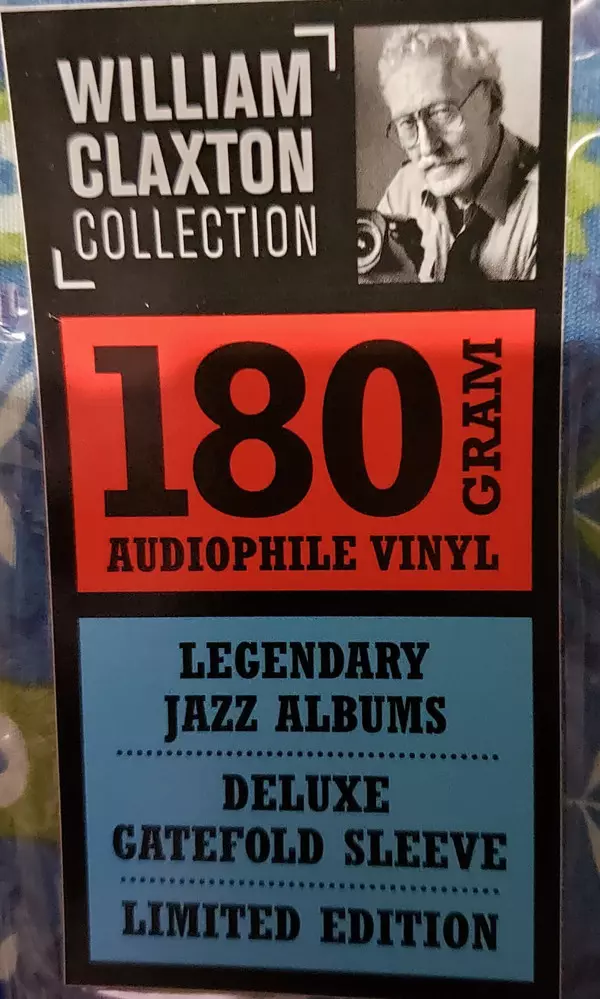 WILLIAM
CLAXTON
COLLECTION
180
GRAM
AUDIOPHILE VINYL
LEGENDARY
JAZZ ALBUMS
DELUXE
GATEFOLD SLEEVE
LIMITED EDITION